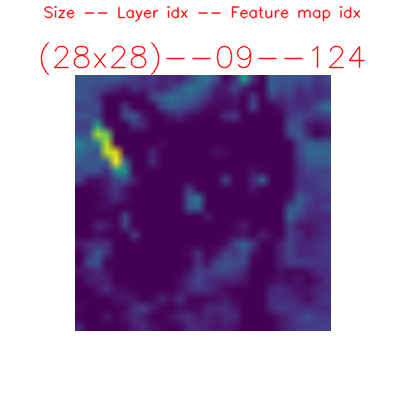 Size -- Layer idx -- Feature map idx
(28x28)--09--124